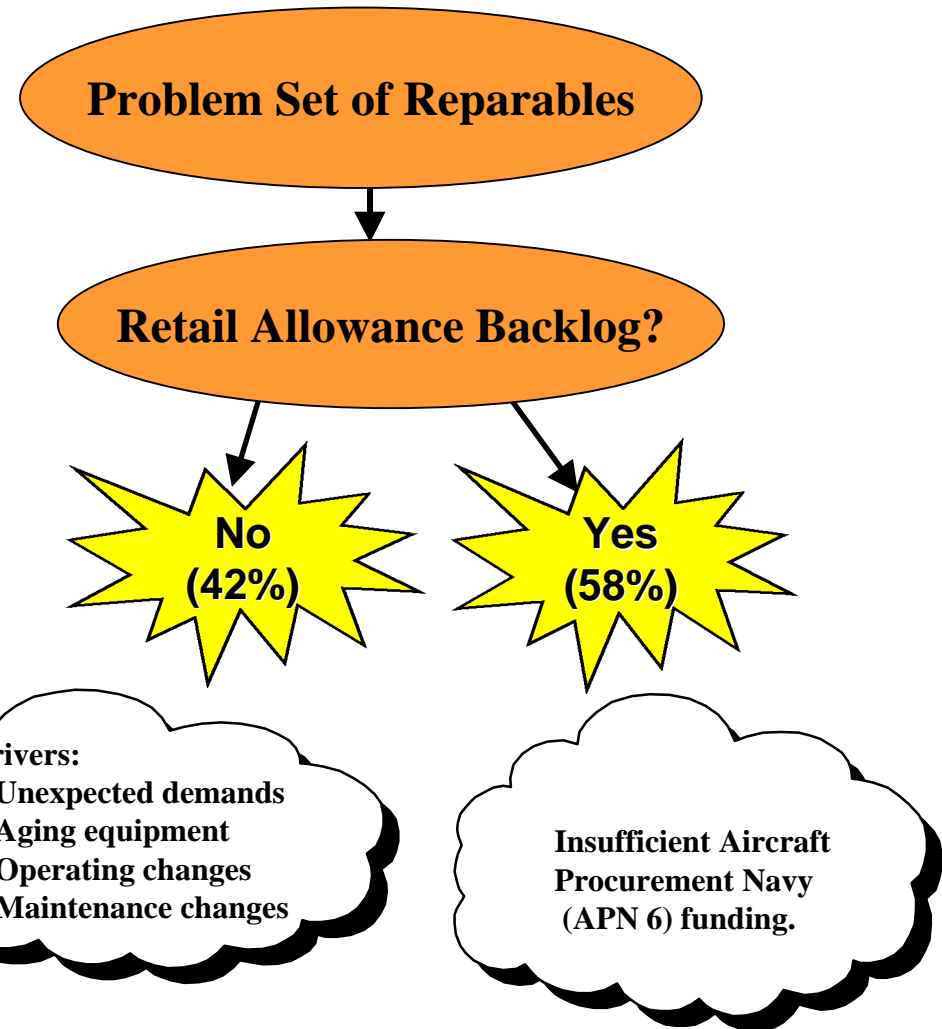 Problem Set of Reparables
Retail Allowance Backlog?
No
(42%)
Yes
(58%)
rivers:
Unexpected demands
Aging equipment
Operating changes
Maintenance changes
Insufficient Aircraft
Procurement Navy
(APN 6) funding.